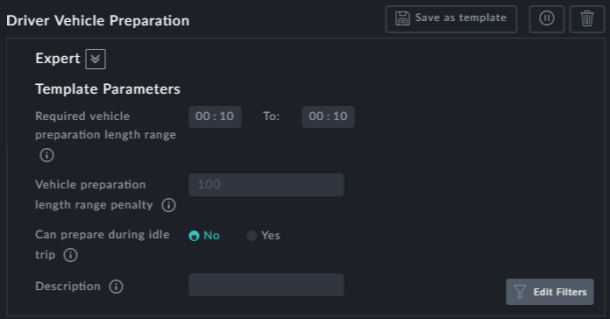 Driver Vehicle Preparation
Save as template
Expert
Template Parameters
Required vehicle
preparation length range
00 : 10 To: 00 : 10
Vehicle preparation
length range penalty
100
Can prepare during idle
trip
No Yes
Description
Edit Filters